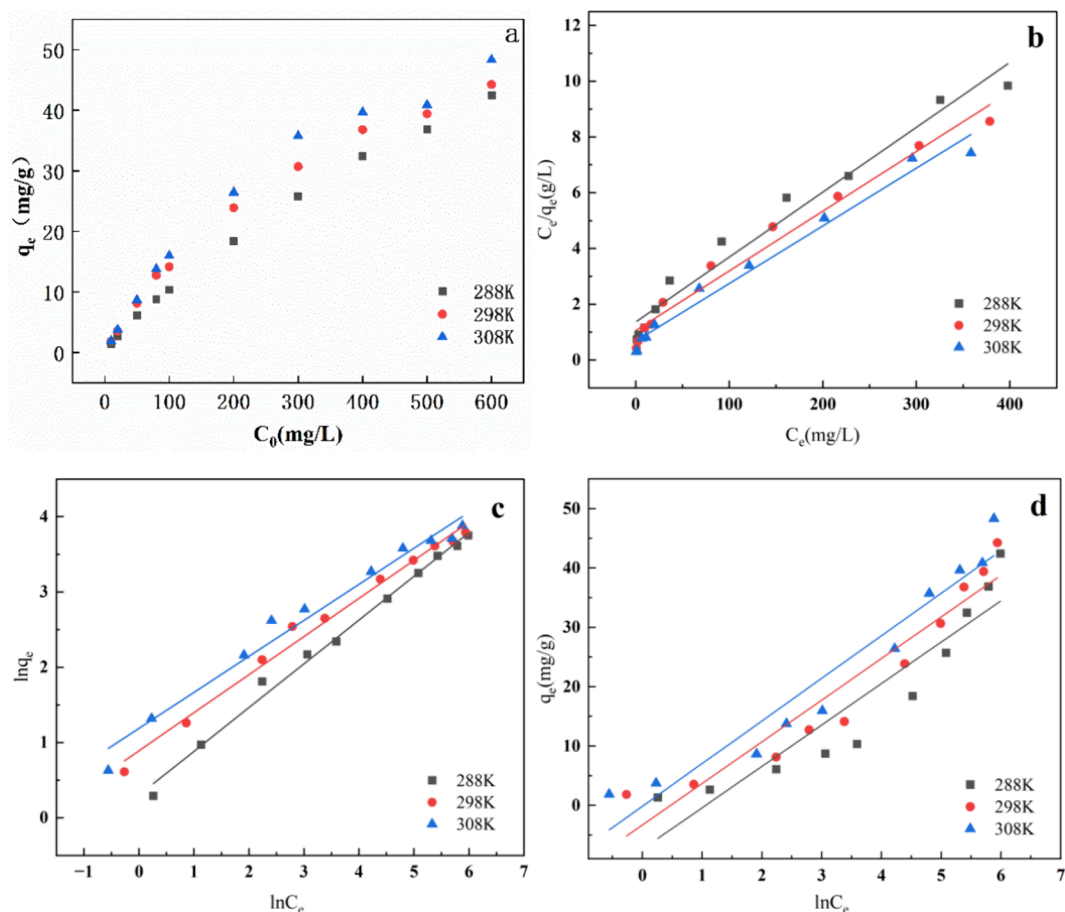 a
50
40
30
20
10
0
qₑ (mg/g)
288K
298K
308K
0 100 200 300 400 500 600
C₀(mg/L)
b
12
10
8
6
4
2
0
Cₑ/qₑ(g/L)
288K
298K
308K
0 100 200 300 400
Cₑ(mg/L)
c
4
3
2
1
0
lnqₑ
288K
298K
308K
−1 0 1 2 3 4 5 6 7
lnCₑ
d
50
40
30
20
10
0
qₑ(mg/g)
288K
298K
308K
0 1 2 3 4 5 6 7
lnCₑ